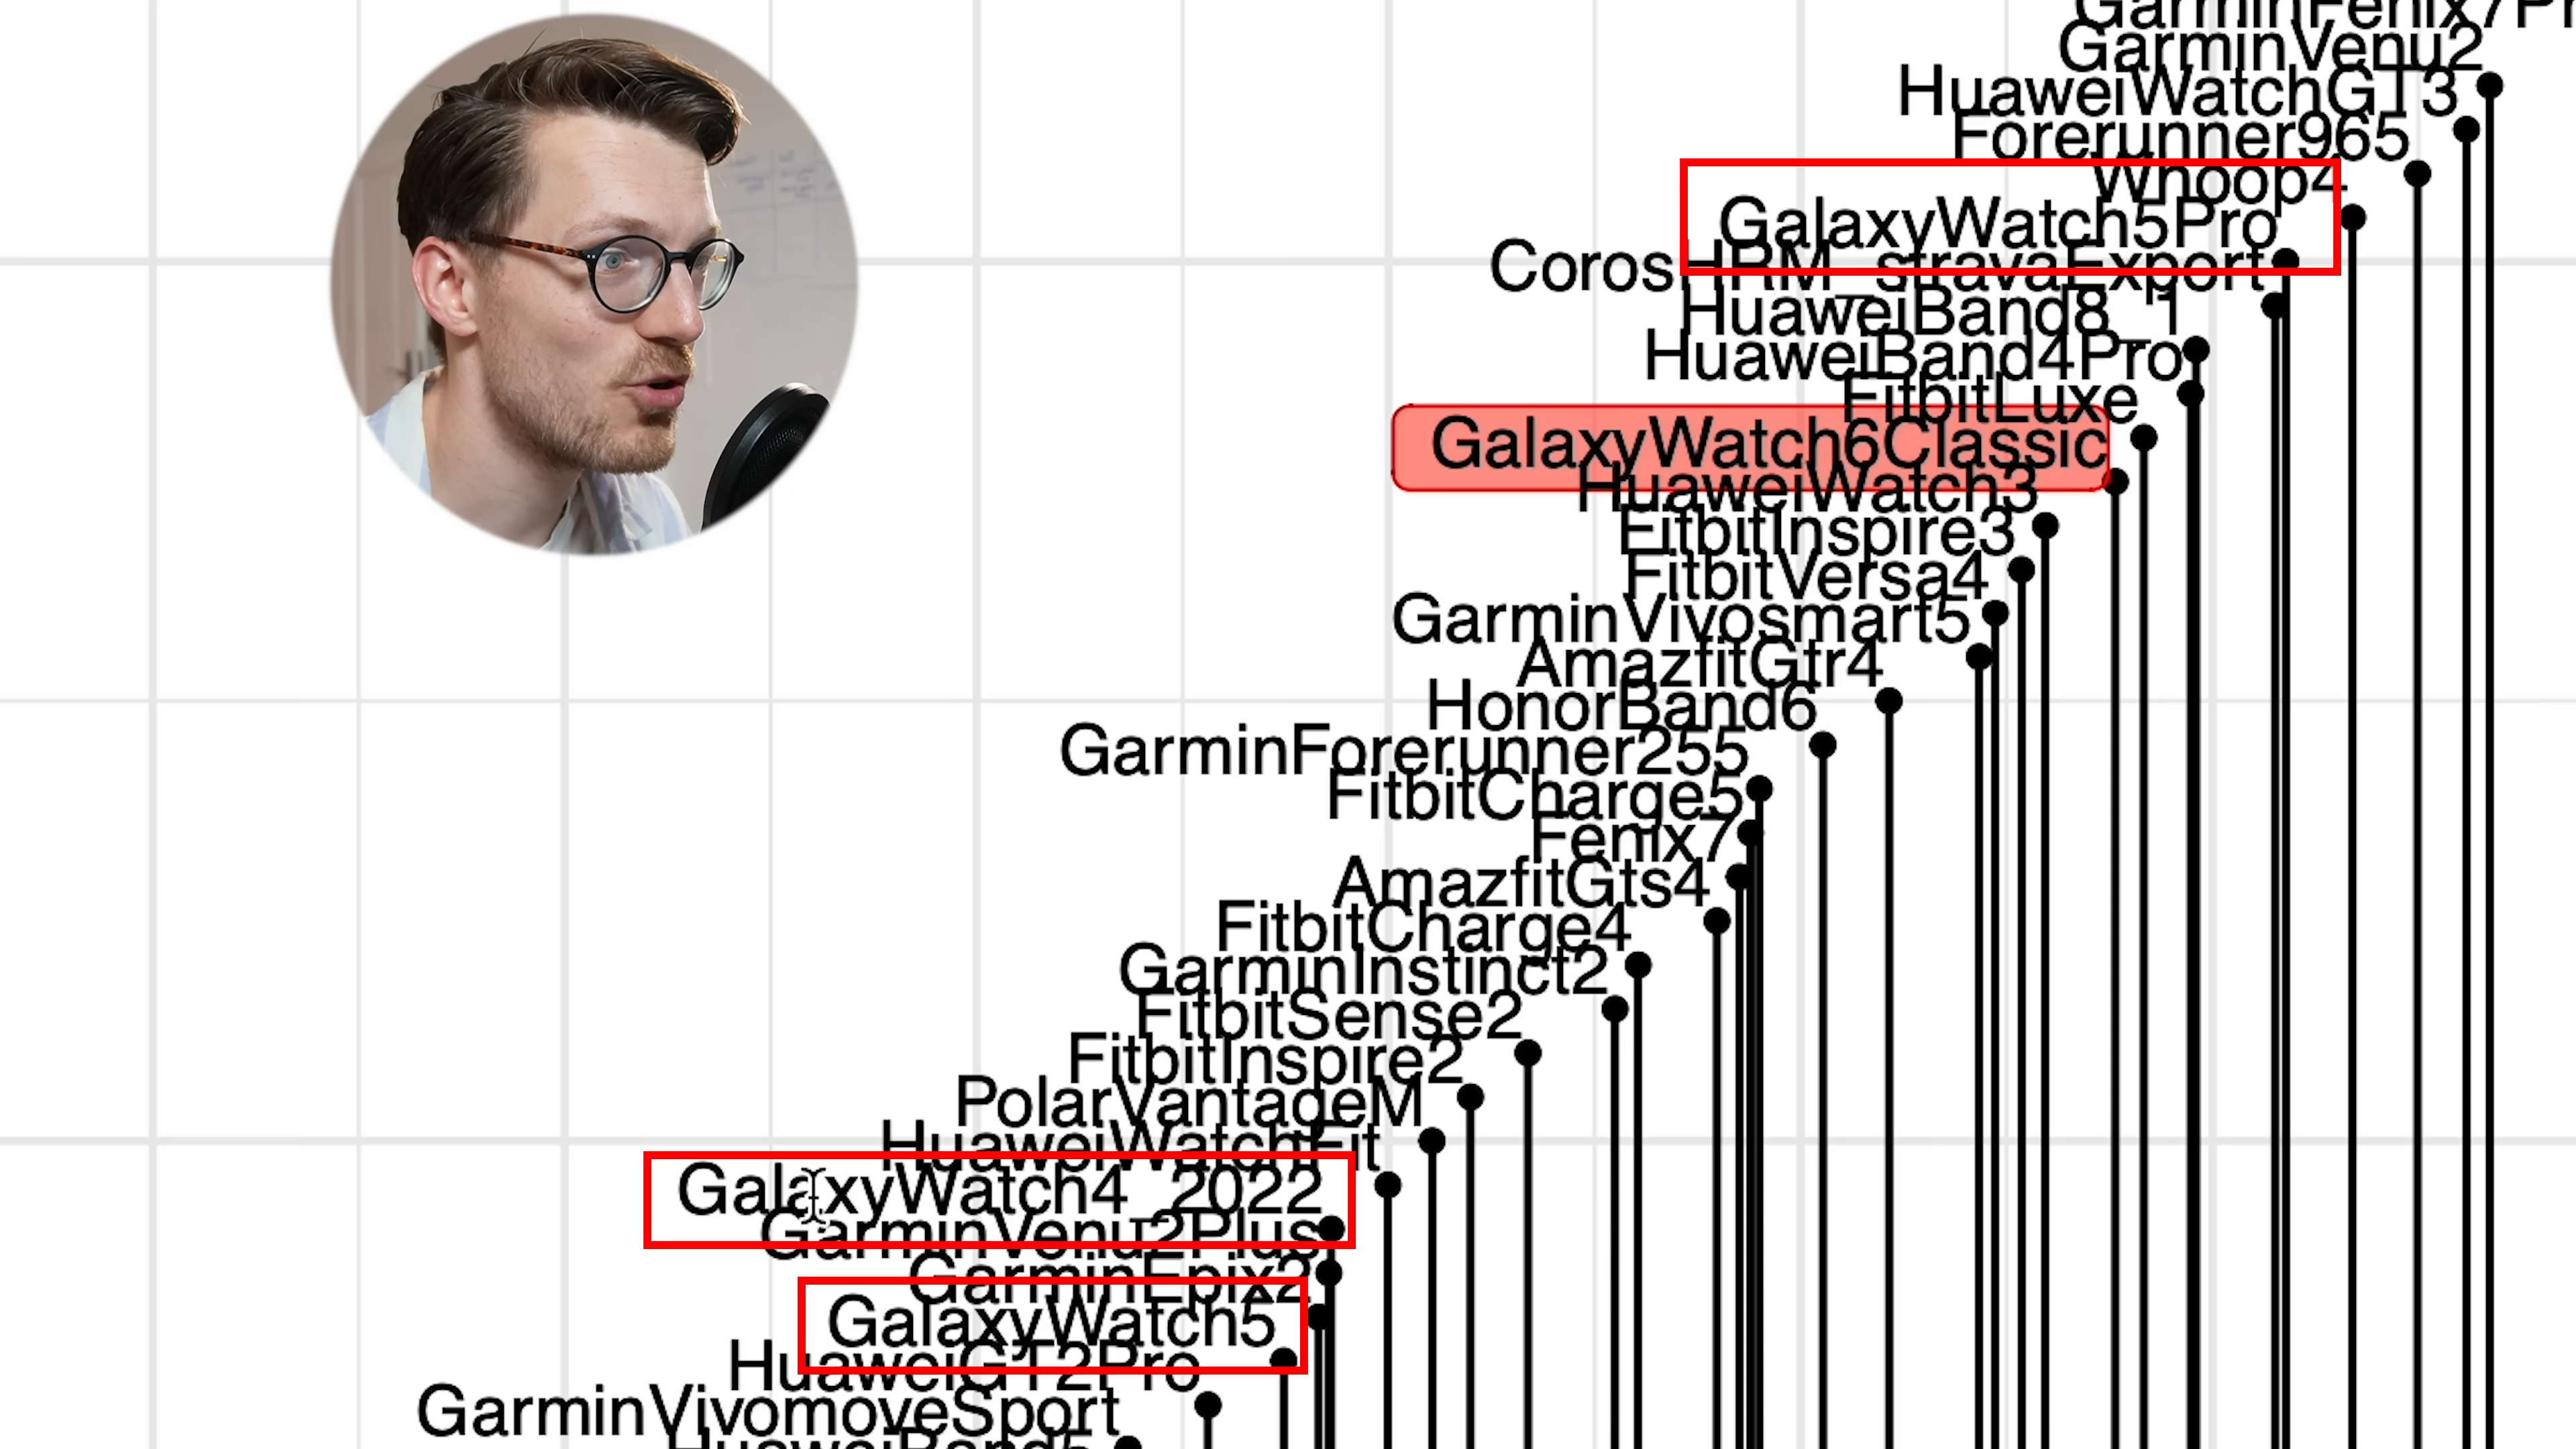 GarminFenix7Pr
GarminVenu2
HuaweiWatchGT3
Forerunner965
Whoop4
GalaxyWatch5Pro
CorosHRM_stravaExport
HuaweiBand8_1
HuaweiBand4Pro
FitbitLuxe
GalaxyWatch6Classic
HuaweiWatch3
FitbitInspire3
FitbitVersa4
GarminVivosmart5
AmazfitGtr4
HonorBand6
GarminForerunner255
FitbitCharge5
Fenix7
AmazfitGts4
FitbitCharge4
GarminInstinct2
FitbitSense2
FitbitInspire2
PolarVantageM
HuaweiWatchFit
GalaxyWatch4_2022
GarminVenu2Plus
GarminEpix2
GalaxyWatch5
HuaweiGT2Pro
GarminVivomoveSport